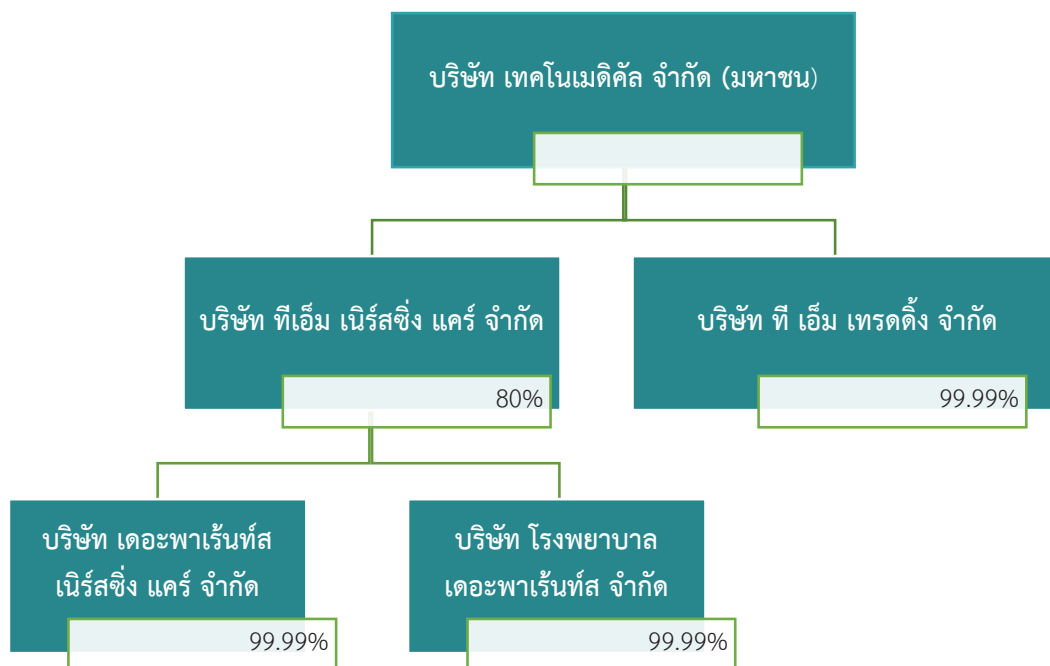 บริษัท เทคโนเมดิคัล จำกัด (มหาชน)
บริษัท ทีเอ็ม เนิร์สซิ่ง แคร์ จำกัด
80%
บริษัท ที เอ็ม เทรดดิ้ง จำกัด
99.99%
บริษัท เดอะพาเร้นท์ส
เนิร์สซิ่ง แคร์ จำกัด
99.99%
บริษัท โรงพยาบาล
เดอะพาเร้นท์ส จำกัด
99.99%